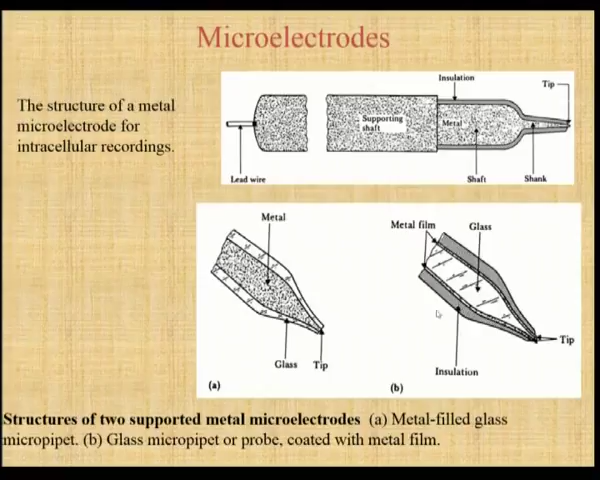 Microelectrodes
The structure of a metal
microelectrode for
intracellular recordings.
Insulation
Tip
Supporting
shaft
Metal
Lead wire
Shaft
Shank
Metal
Glass
Tip
(a)
Metal film
Glass
Tip
Insulation
(b)
Structures of two supported metal microelectrodes (a) Metal-filled glass
micropipet. (b) Glass micropipet or probe, coated with metal film.